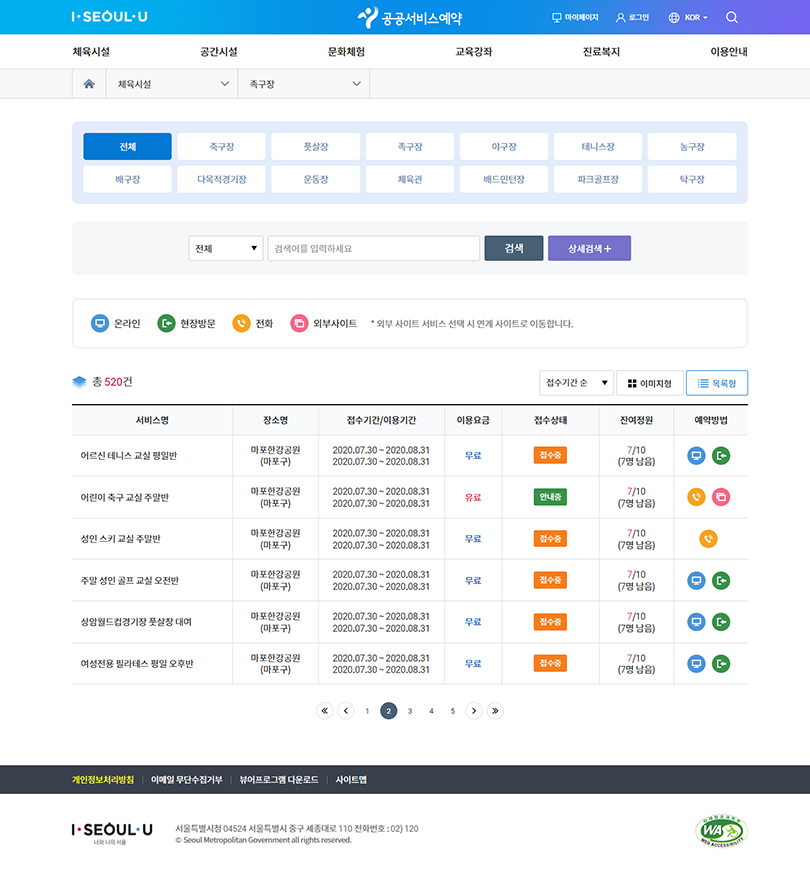 I·SEOUL·U
공공서비스예약
마이페이지 로그인 KOR
체육시설 공간시설 문화체험 교육강좌 진료복지 이용안내
체육시설 족구장
전체 축구장 풋살장 족구장 야구장 테니스장 농구장
배구장 다목적경기장 운동장 체육관 배드민턴장 파크골프장 탁구장
전체 검색어를 입력하세요 검색 상세검색+
온라인 현장방문 전화 외부사이트 * 외부 사이트 서비스 선택 시 연계 사이트로 이동합니다.
총 520건 접수기간 순 이미지형 목록형
서비스명 장소명 접수기간/이용기간 이용요금 접수상태 잔여정원 예약방법
어르신 테니스 교실 평일반 마포한강공원 (마포구) 2020.07.30 ~ 2020.08.31 2020.07.30 ~ 2020.08.31 무료 접수중 7/10 (7명 남음)
어린이 축구 교실 주말반 마포한강공원 (마포구) 2020.07.30 ~ 2020.08.31 2020.07.30 ~ 2020.08.31 유료 안내중 7/10 (7명 남음)
성인 스키 교실 주말반 마포한강공원 (마포구) 2020.07.30 ~ 2020.08.31 2020.07.30 ~ 2020.08.31 무료 접수중 7/10 (7명 남음)
주말 성인 골프 교실 오전반 마포한강공원 (마포구) 2020.07.30 ~ 2020.08.31 2020.07.30 ~ 2020.08.31 무료 접수중 7/10 (7명 남음)
상암월드컵경기장 풋살장 대여 마포한강공원 (마포구) 2020.07.30 ~ 2020.08.31 2020.07.30 ~ 2020.08.31 무료 접수중 7/10 (7명 남음)
여성전용 필라테스 평일 오후반 마포한강공원 (마포구) 2020.07.30 ~ 2020.08.31 2020.07.30 ~ 2020.08.31 무료 접수중 7/10 (7명 남음)
1 2 3 4 5
개인정보처리방침 이메일 무단수집거부 뷰어프로그램 다운로드 사이트맵
I·SEOUL·U
너와 나의 서울
서울특별시청 04524 서울특별시 중구 세종대로 110 전화번호 : 02) 120
© Seoul Metropolitan Government all rights reserved.
WA
WEB ACCESSIBILITY